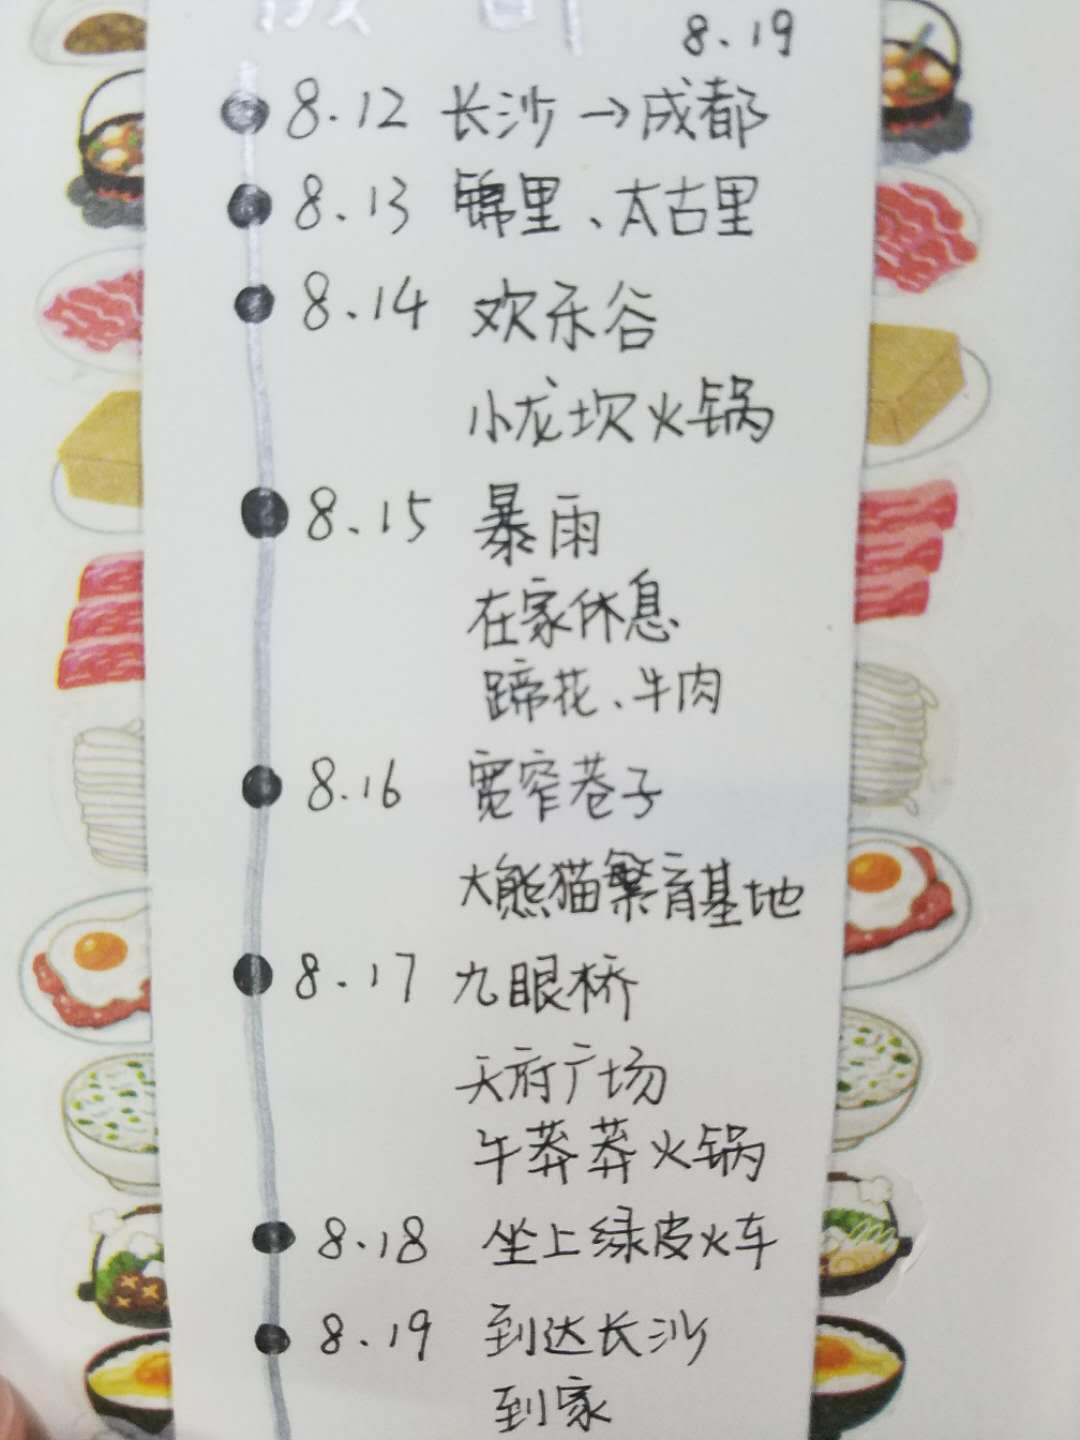 8.19
8.12 长沙→成都
8.13 锦里、太古里
8.14 欢乐谷
小龙坎火锅
8.15 暴雨
在家休息
蹄花、牛肉
8.16 宽窄巷子
大熊猫繁育基地
8.17 九眼桥
天府广场
午莽莽火锅
8.18 坐上绿皮火车
8.19 到达长沙
到家